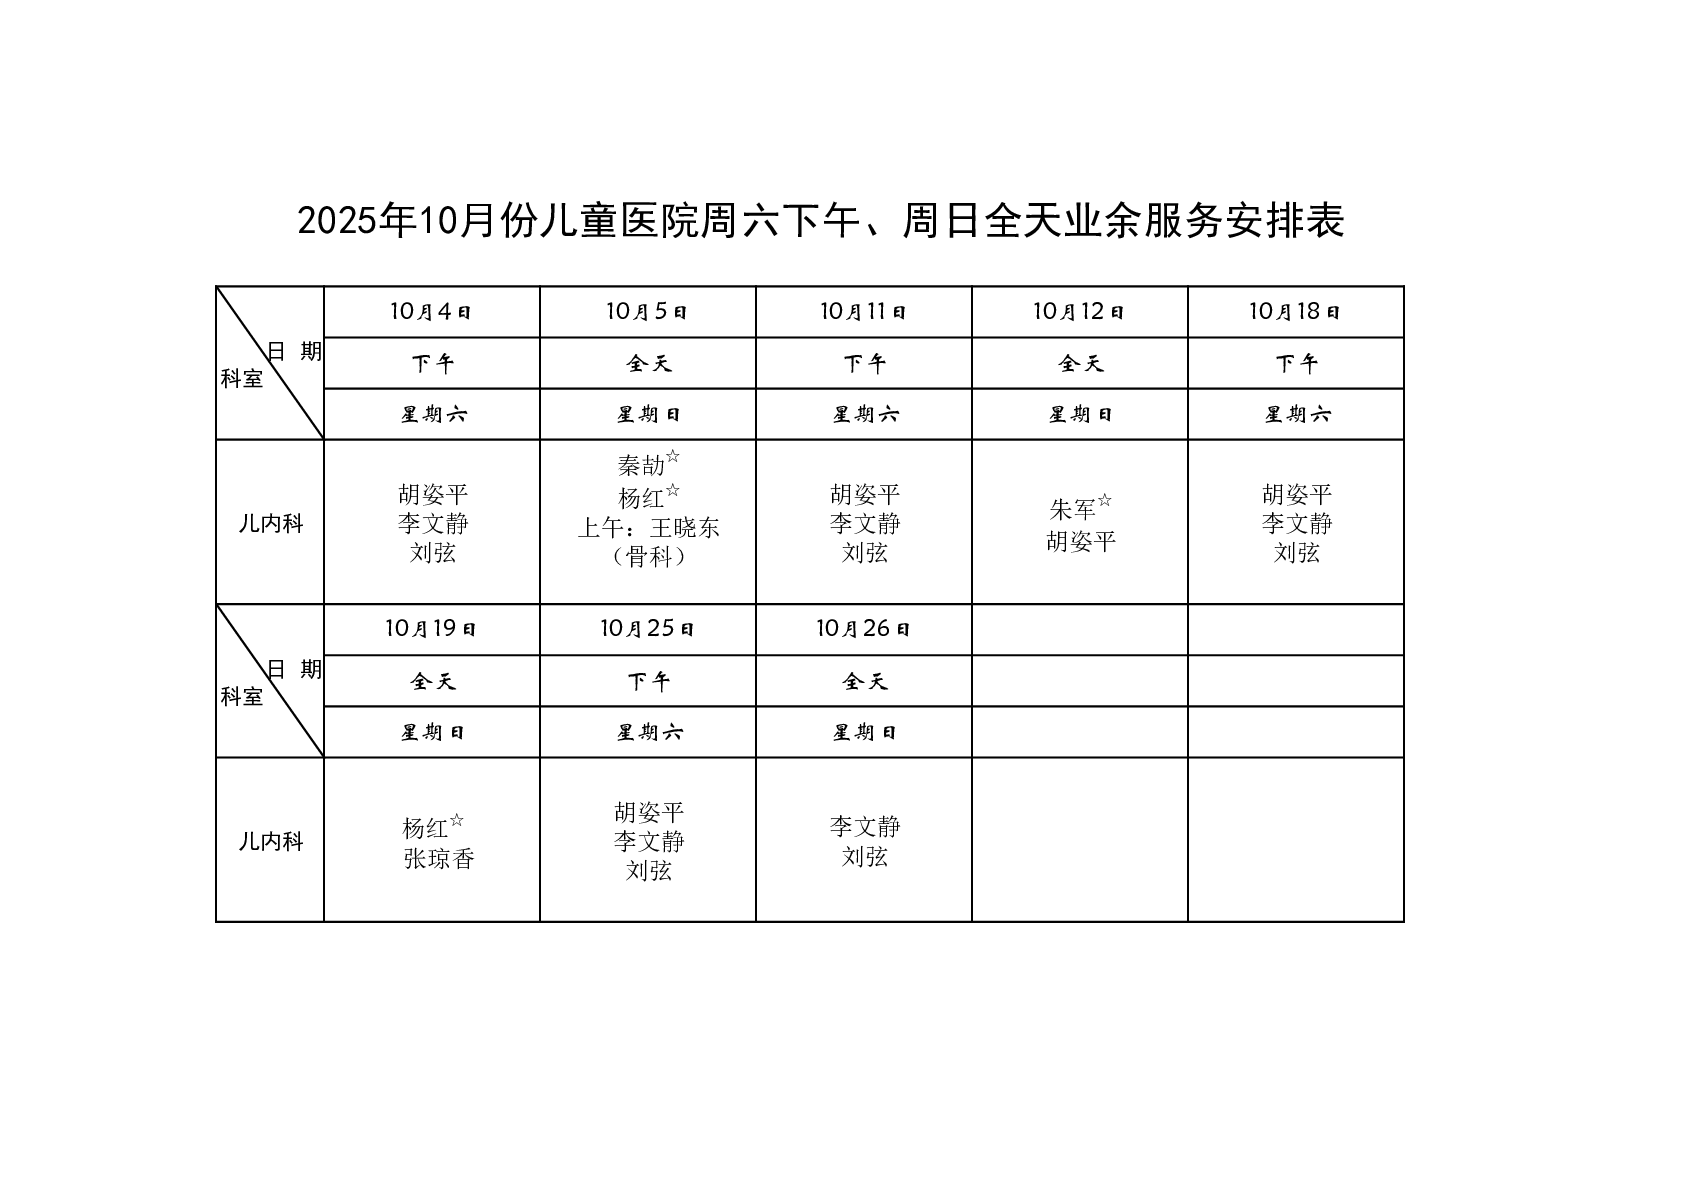 2025年10月份儿童医院周六下午、周日全天业余服务安排表
日 期
科室
10月4日
10月5日
10月11日
10月12日
10月18日
下午
全天
下午
全天
下午
星期六
星期日
星期六
星期日
星期六
儿内科
胡姿平
李文静
刘弦
秦劼☆
杨红☆
上午：王晓东
（骨科）
胡姿平
李文静
刘弦
朱军☆
胡姿平
胡姿平
李文静
刘弦
日 期
科室
10月19日
10月25日
10月26日
全天
下午
全天
星期日
星期六
星期日
儿内科
杨红☆
张琼香
胡姿平
李文静
刘弦
李文静
刘弦